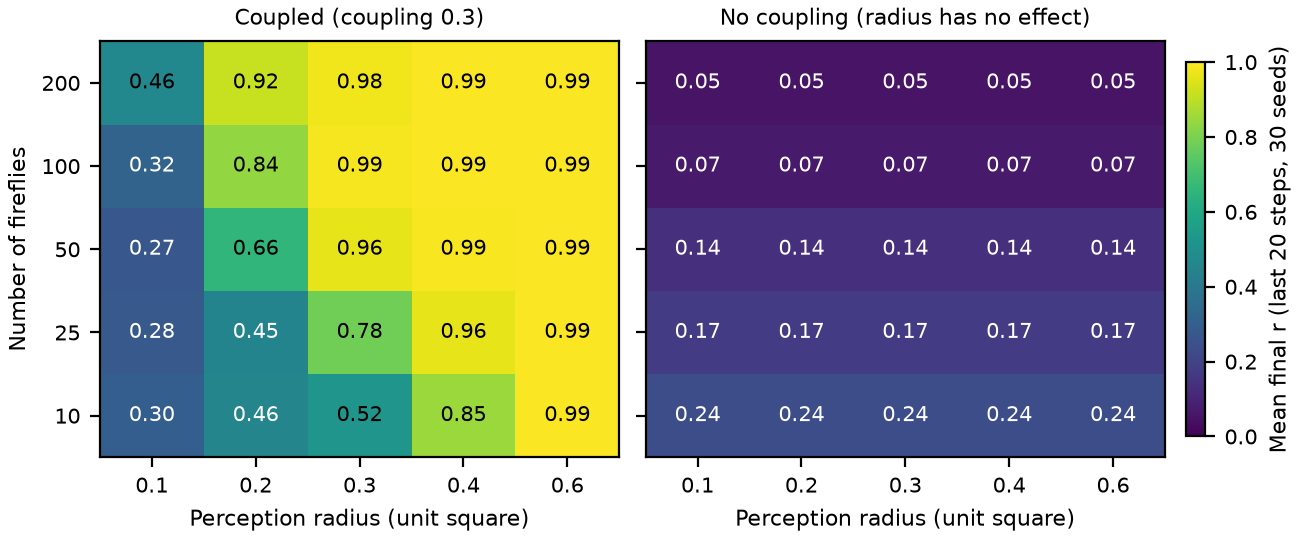 Coupled (coupling 0.3)
No coupling (radius has no effect)
Number of fireflies
200
0.46 0.92 0.98 0.99 0.99
100
0.32 0.84 0.99 0.99 0.99
50
0.27 0.66 0.96 0.99 0.99
25
0.28 0.45 0.78 0.96 0.99
10
0.30 0.46 0.52 0.85 0.99
0.1 0.2 0.3 0.4 0.6
Perception radius (unit square)
0.05 0.05 0.05 0.05 0.05
0.07 0.07 0.07 0.07 0.07
0.14 0.14 0.14 0.14 0.14
0.17 0.17 0.17 0.17 0.17
0.24 0.24 0.24 0.24 0.24
0.1 0.2 0.3 0.4 0.6
Perception radius (unit square)
1.0
0.8
0.6
0.4
0.2
0.0
Mean final r (last 20 steps, 30 seeds)